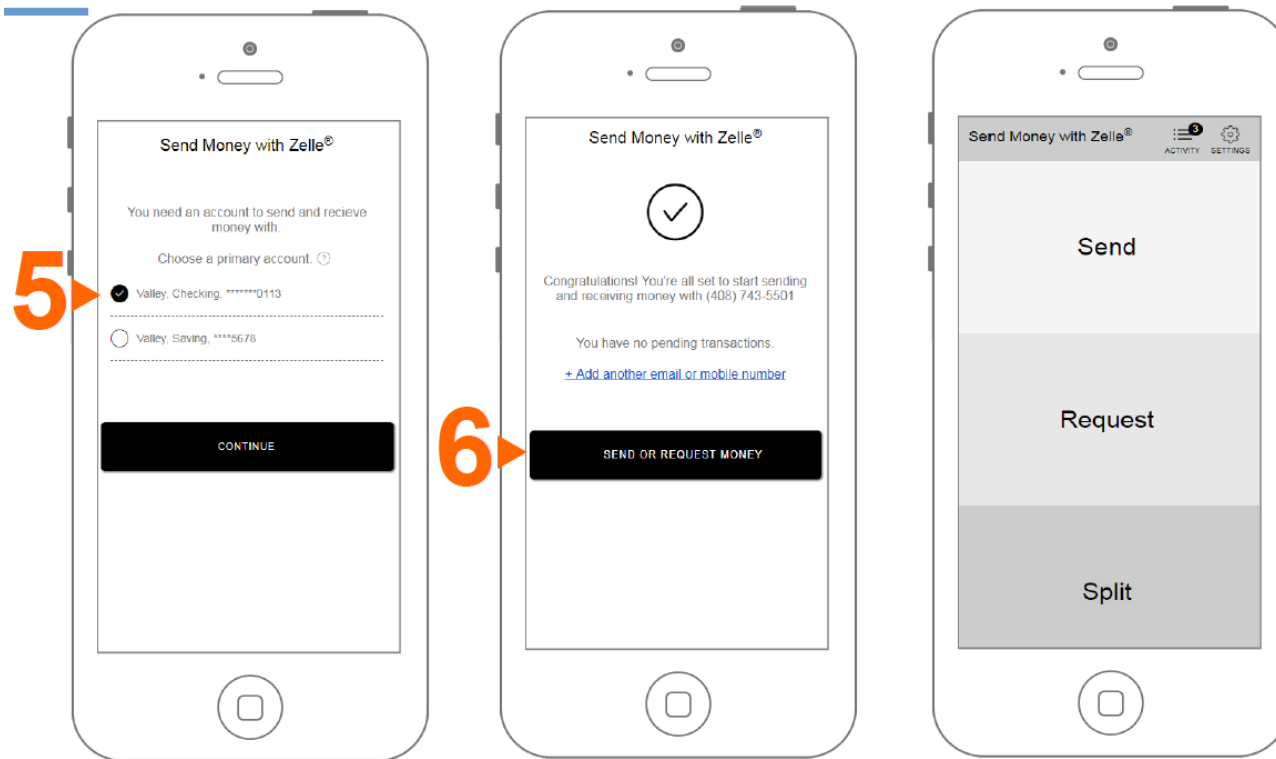 5
Send Money with Zelle®
You need an account to send and recieve
money with.
Choose a primary account. ?
Valley, Checking, *******0113
Valley, Saving, ****5678
CONTINUE
6
Send Money with Zelle®
Congratulations! You're all set to start sending
and receiving money with (408) 743-5501
You have no pending transactions.
+ Add another email or mobile number
SEND OR REQUEST MONEY
Send Money with Zelle®
3
ACTIVITY SETTINGS
Send
Request
Split